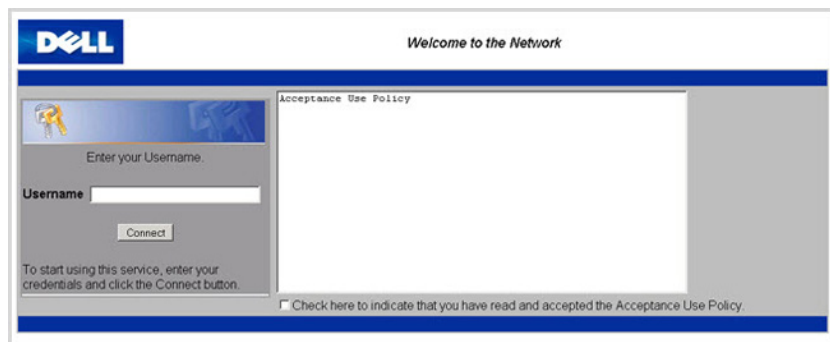 DELL
Welcome to the Network
Acceptance Use Policy
Enter your Username.
Username
Connect
To start using this service, enter your
credentials and click the Connect button.
Check here to indicate that you have read and accepted the Acceptance Use Policy.